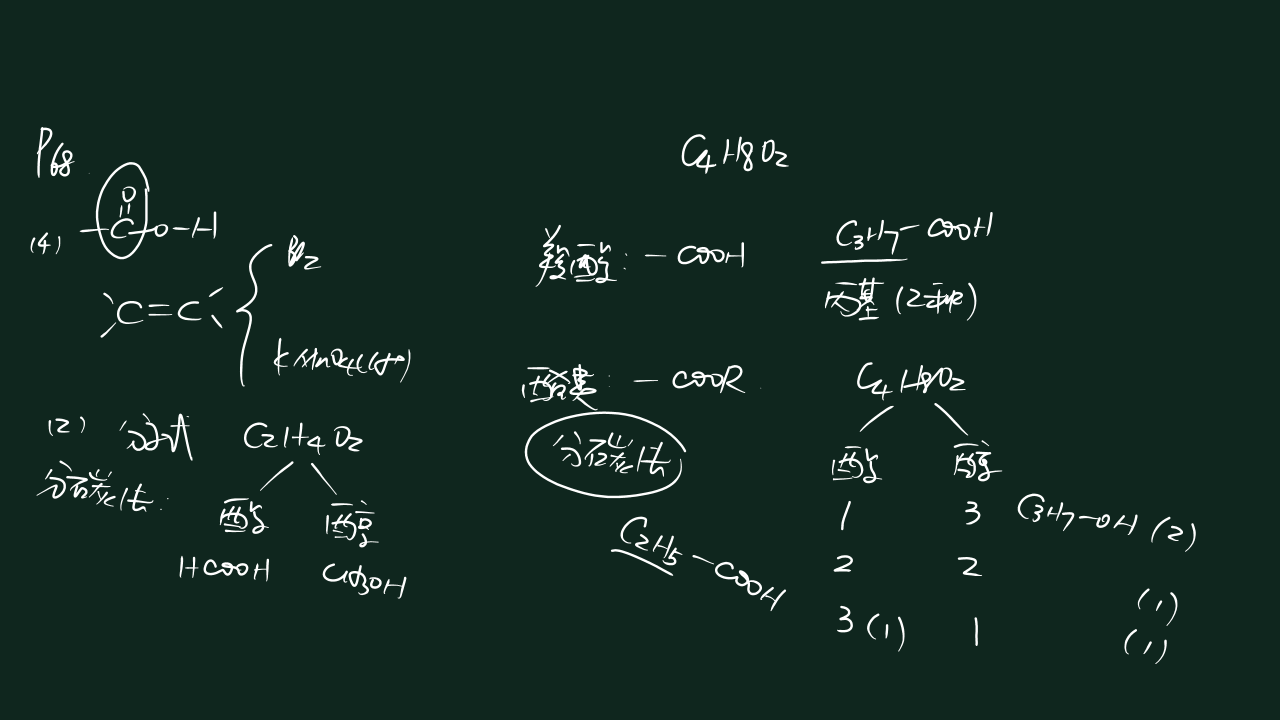 P68
O
||
(4) —C—O—H
C=C
Br2
KMnO4(H+)
(2) 分子式 C2H4O2
分碳法:
酸 醇
HCOOH CH3OH
C4H8O2
羧酸: —COOH C3H7—COOH
丙基 (2种)
酯类: —COOR C4H8O2
分碳法
酸 醇
1 3 C3H7—OH (2)
C2H5—COOH
2 2 (1)
3 (1) 1 (1)